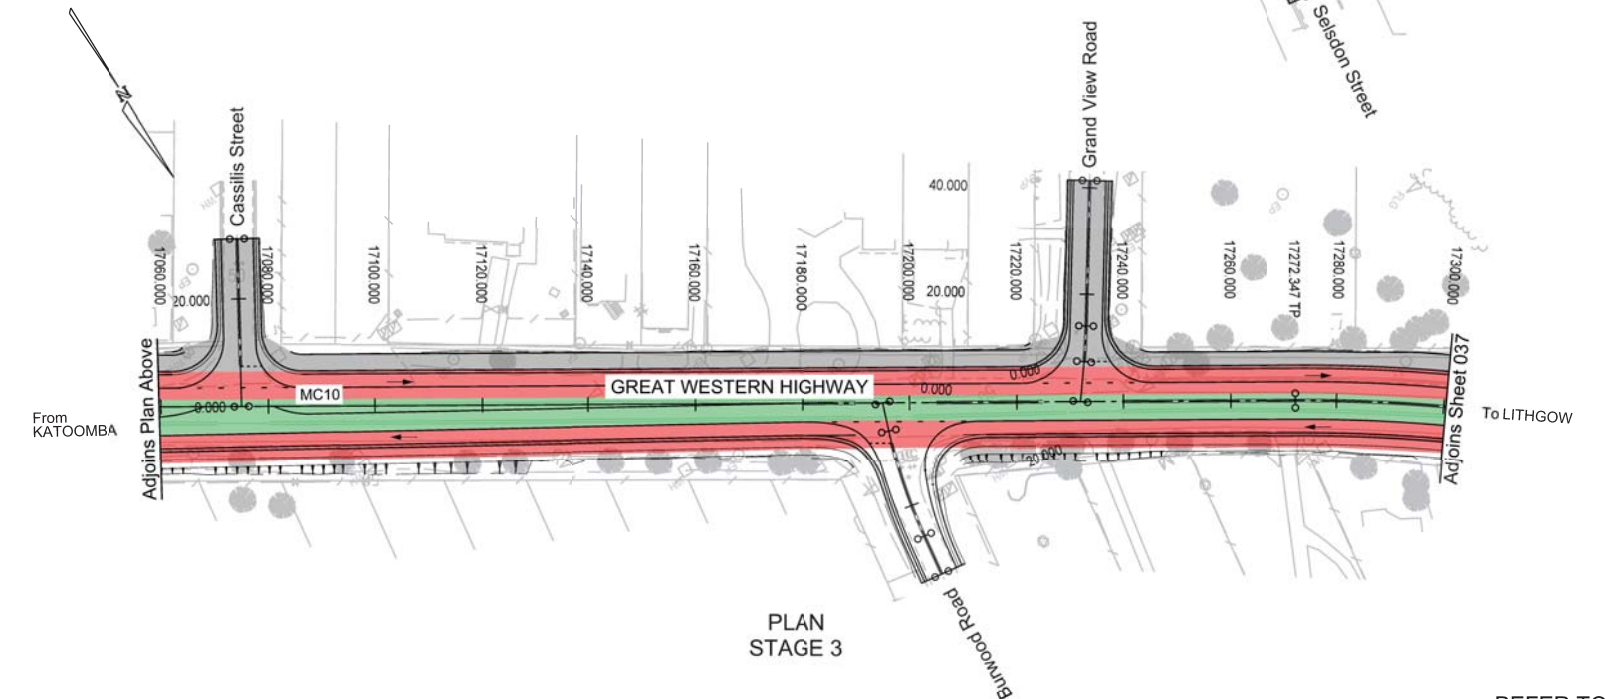 Selsdon Street
N
Cassilis Street
Grand View Road
40.000
17060.000
20.000
17080.000
17100.000
17120.000
17140.000
17160.000
17180.000
17200.000
20.000
17220.000
17240.000
17260.000
17272.347 TP
17280.000
17300.000
Adjoins Plan Above
MC10
GREAT WESTERN HIGHWAY
0.000
0.000
0.000
From
KATOOMBA
To LITHGOW
Adjoins Sheet 037
20.000
Burwood Road
PLAN
STAGE 3
REFER TO